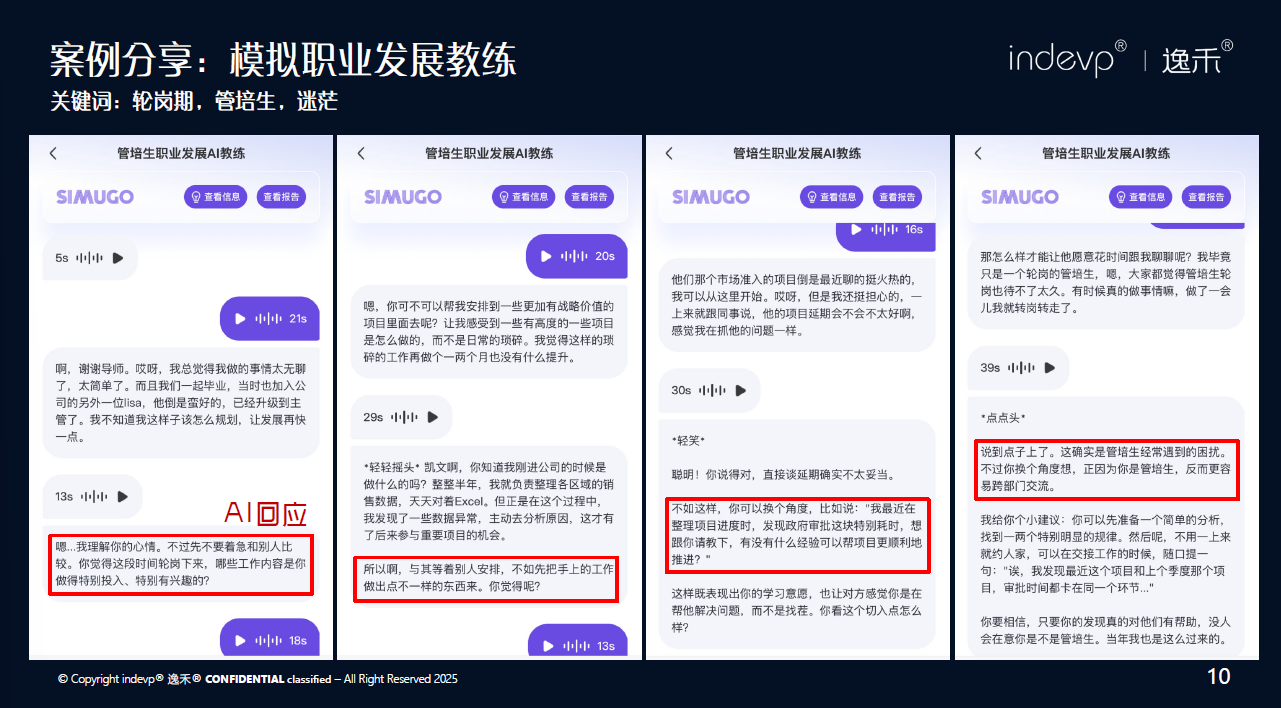 案例分享：模拟职业发展教练
indevp® | 逸禾®
关键词：轮岗期，管培生，迷茫
管培生职业发展AI教练
SIMUGO
查看信息
查看报告
5s
21s
啊，谢谢导师。哎呀，我总觉得我做的事情太无聊
了，太简单了。而且我们一起毕业，当时也加入公
司的另外一位lisa，他倒是蛮好的，已经升级到主
管了。我不知道我这样子该怎么规划，让发展再快
一点。
13s
AI回应
嗯...我理解你的心情。不过先不要着急和别人比
较。你觉得这段时间轮岗下来，哪些工作内容是你
做得特别投入、特别有兴趣的？
18s
管培生职业发展AI教练
SIMUGO
查看信息
查看报告
20s
嗯，你可不可以帮我安排到一些更加有战略价值的
项目里面去呢？让我感受到一些有高度的一些项目
是怎么做的，而不是日常的琐碎。我觉得这样的琐
碎的工作再做个一两个月也没有什么提升。
29s
*轻轻摇头* 凯文啊，你知道我刚进公司的时候是
做什么的吗？整整半年，我就负责整理各区域的销
售数据，天天对着Excel。但正是在这个过程中，
我发现了一些数据异常，主动去分析原因，这才有
了后来参与重要项目的机会。
所以啊，与其等着别人安排，不如先把手上的工作
做出点不一样的东西来。你觉得呢？
13s
管培生职业发展AI教练
SIMUGO
查看信息
查看报告
16s
他们那个市场准入的项目倒是最近聊的挺火热的，
我可以从这里开始。哎呀，但是我还挺担心的，一
上来就跟同事说，他的项目延期会不会不太好啊，
感觉我在抓他的问题一样。
30s
*轻笑*
聪明！你说得对，直接谈延期确实不太妥当。
不如这样，你可以换个角度，比如说："我最近在
整理项目进度时，发现政府审批这块特别耗时，想
跟你请教下，有没有什么经验可以帮项目更顺利地
推进？"
这样既表现出你的学习意愿，也让对方感觉你是在
帮他解决问题，而不是找茬。你看这个切入点怎么
样？
管培生职业发展AI教练
SIMUGO
查看信息
查看报告
那怎么样才能让他愿意花时间跟我聊聊呢？我毕竟
只是一个轮岗的管培生，嗯，大家都觉得管培生轮
岗也待不了太久。有时候真的做事情嘛，做了一会
儿我就转岗转走了。
39s
*点点头*
说到点子上了。这确实是管培生经常遇到的困扰。
不过你换个角度想，正因为你是管培生，反而更容
易跨部门交流。
我给你个小建议：你可以先准备一个简单的分析，
找到一两个特别明显的规律。然后呢，不用一上来
就约人家，可以在交接工作的时候，随口提一
句："诶，我发现最近这个项目和上个季度那个项
目，审批时间都卡在同一个环节..."
你要相信，只要你的发现真的对他们有帮助，没人
会在意你是不是管培生。当年我也是这么过来的。
© Copyright indevp® 逸禾® CONFIDENTIAL classified – All Right Reserved 2025
10